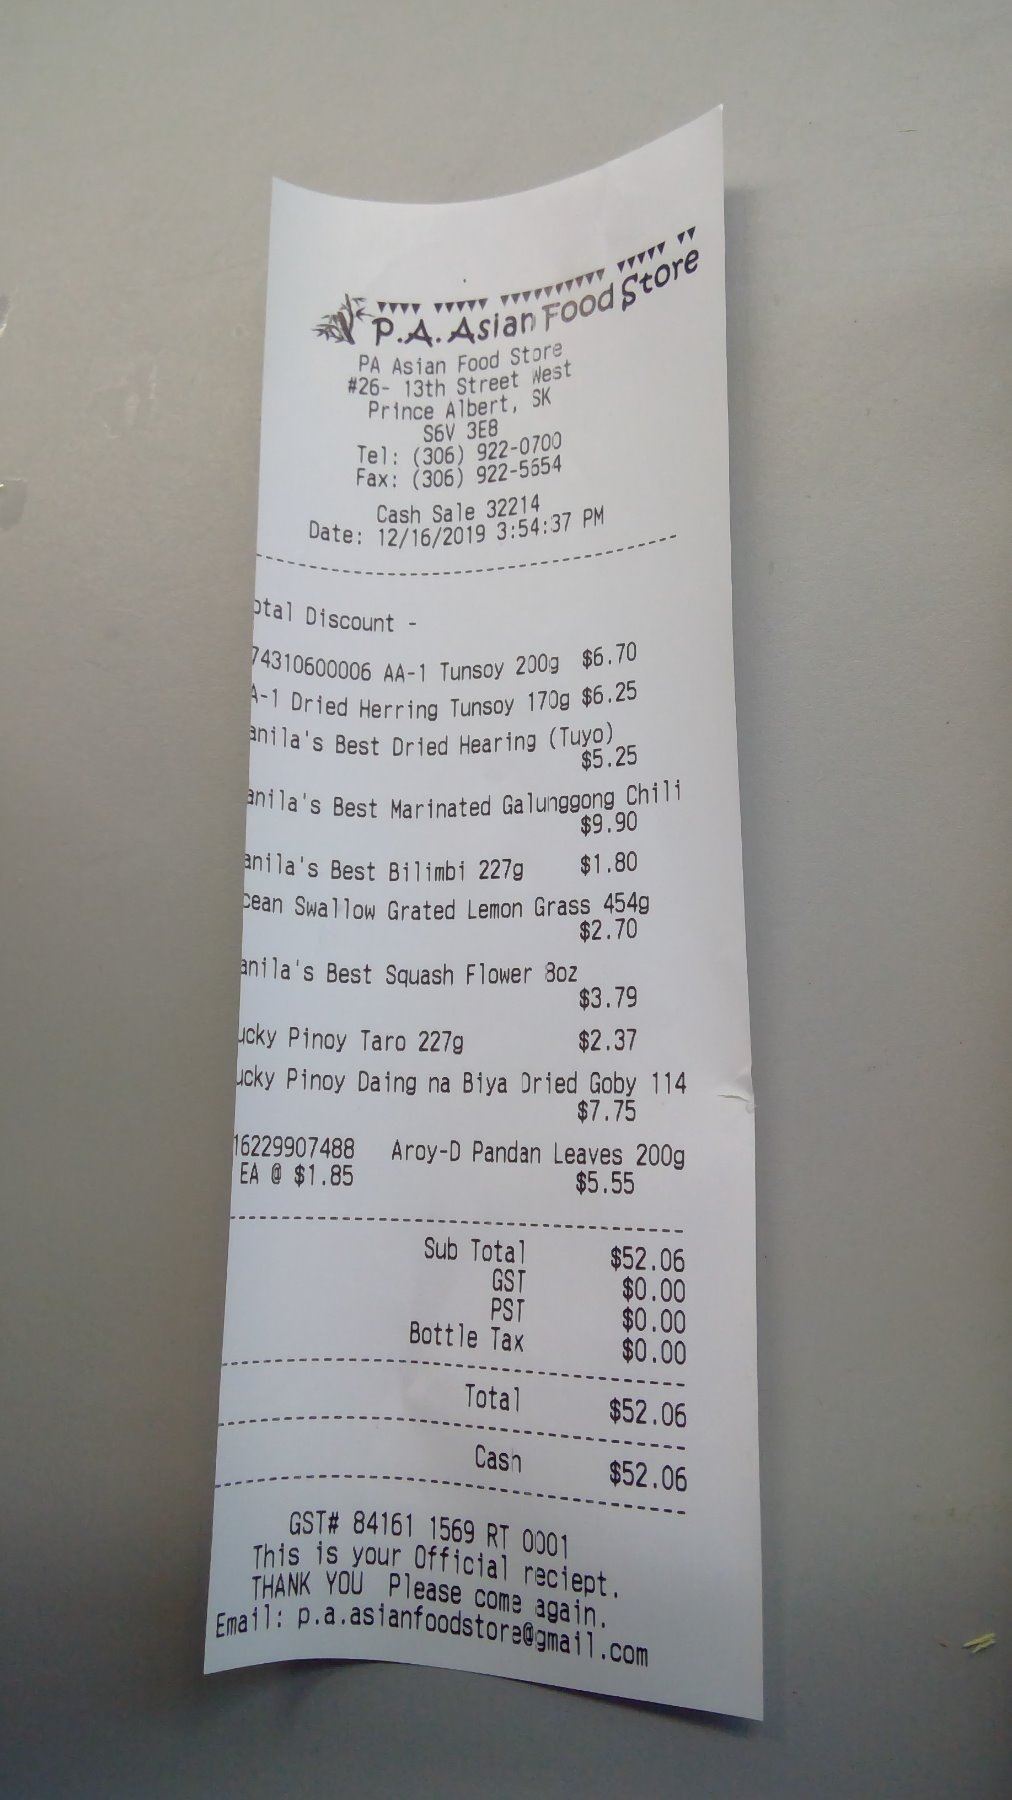 P.A. Asian Food Store
PA Asian Food Store
#26- 13th Street West
Prince Albert, SK
S6V 3E8
Tel: (306) 922-0700
Fax: (306) 922-5654
Cash Sale 32214
Date: 12/16/2019 3:54:37 PM
otal Discount -
74310600006 AA-1 Tunsoy 200g $6.70
A-1 Dried Herring Tunsoy 170g $6.25
anila's Best Dried Hearing (Tuyo)
$5.25
anila's Best Marinated Galunggong Chili
$9.90
anila's Best Bilimbi 227g $1.80
cean Swallow Grated Lemon Grass 454g
$2.70
anila's Best Squash Flower 8oz
$3.79
ucky Pinoy Taro 227g $2.37
ucky Pinoy Daing na Biya Dried Goby 114
$7.75
16229907488 Aroy-D Pandan Leaves 200g
EA @ $1.85 $5.55
Sub Total $52.06
GST $0.00
PST $0.00
Bottle Tax $0.00
Total $52.06
Cash $52.06
GST# 84161 1569 RT 0001
This is your Official reciept.
THANK YOU Please come again.
Email: p.a.asianfoodstore@gmail.com